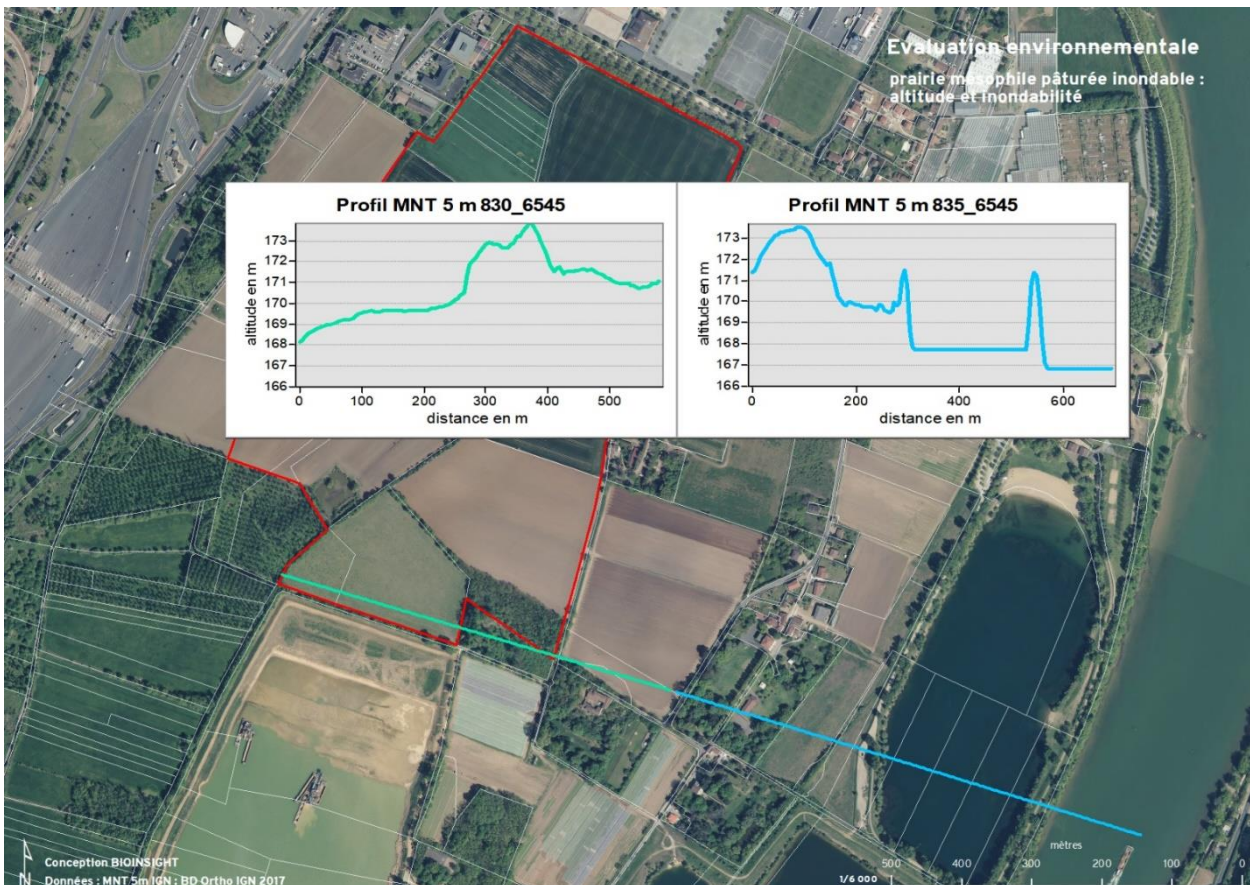 Evaluation environnementale
prairie mésophile pâturée inondable :
altitude et inondabilité
Profil MNT 5 m 830_6545
altitude en m
173
172
171
170
169
168
167
166
0 100 200 300 400 500
distance en m
Profil MNT 5 m 835_6545
altitude en m
173
172
171
170
169
168
167
166
0 200 400 600
distance en m
mètres
500 400 300 200 100 0
1/6 000
N
Conception BIOINSIGHT
Données : MNT 5m IGN ; BD Ortho IGN 2017